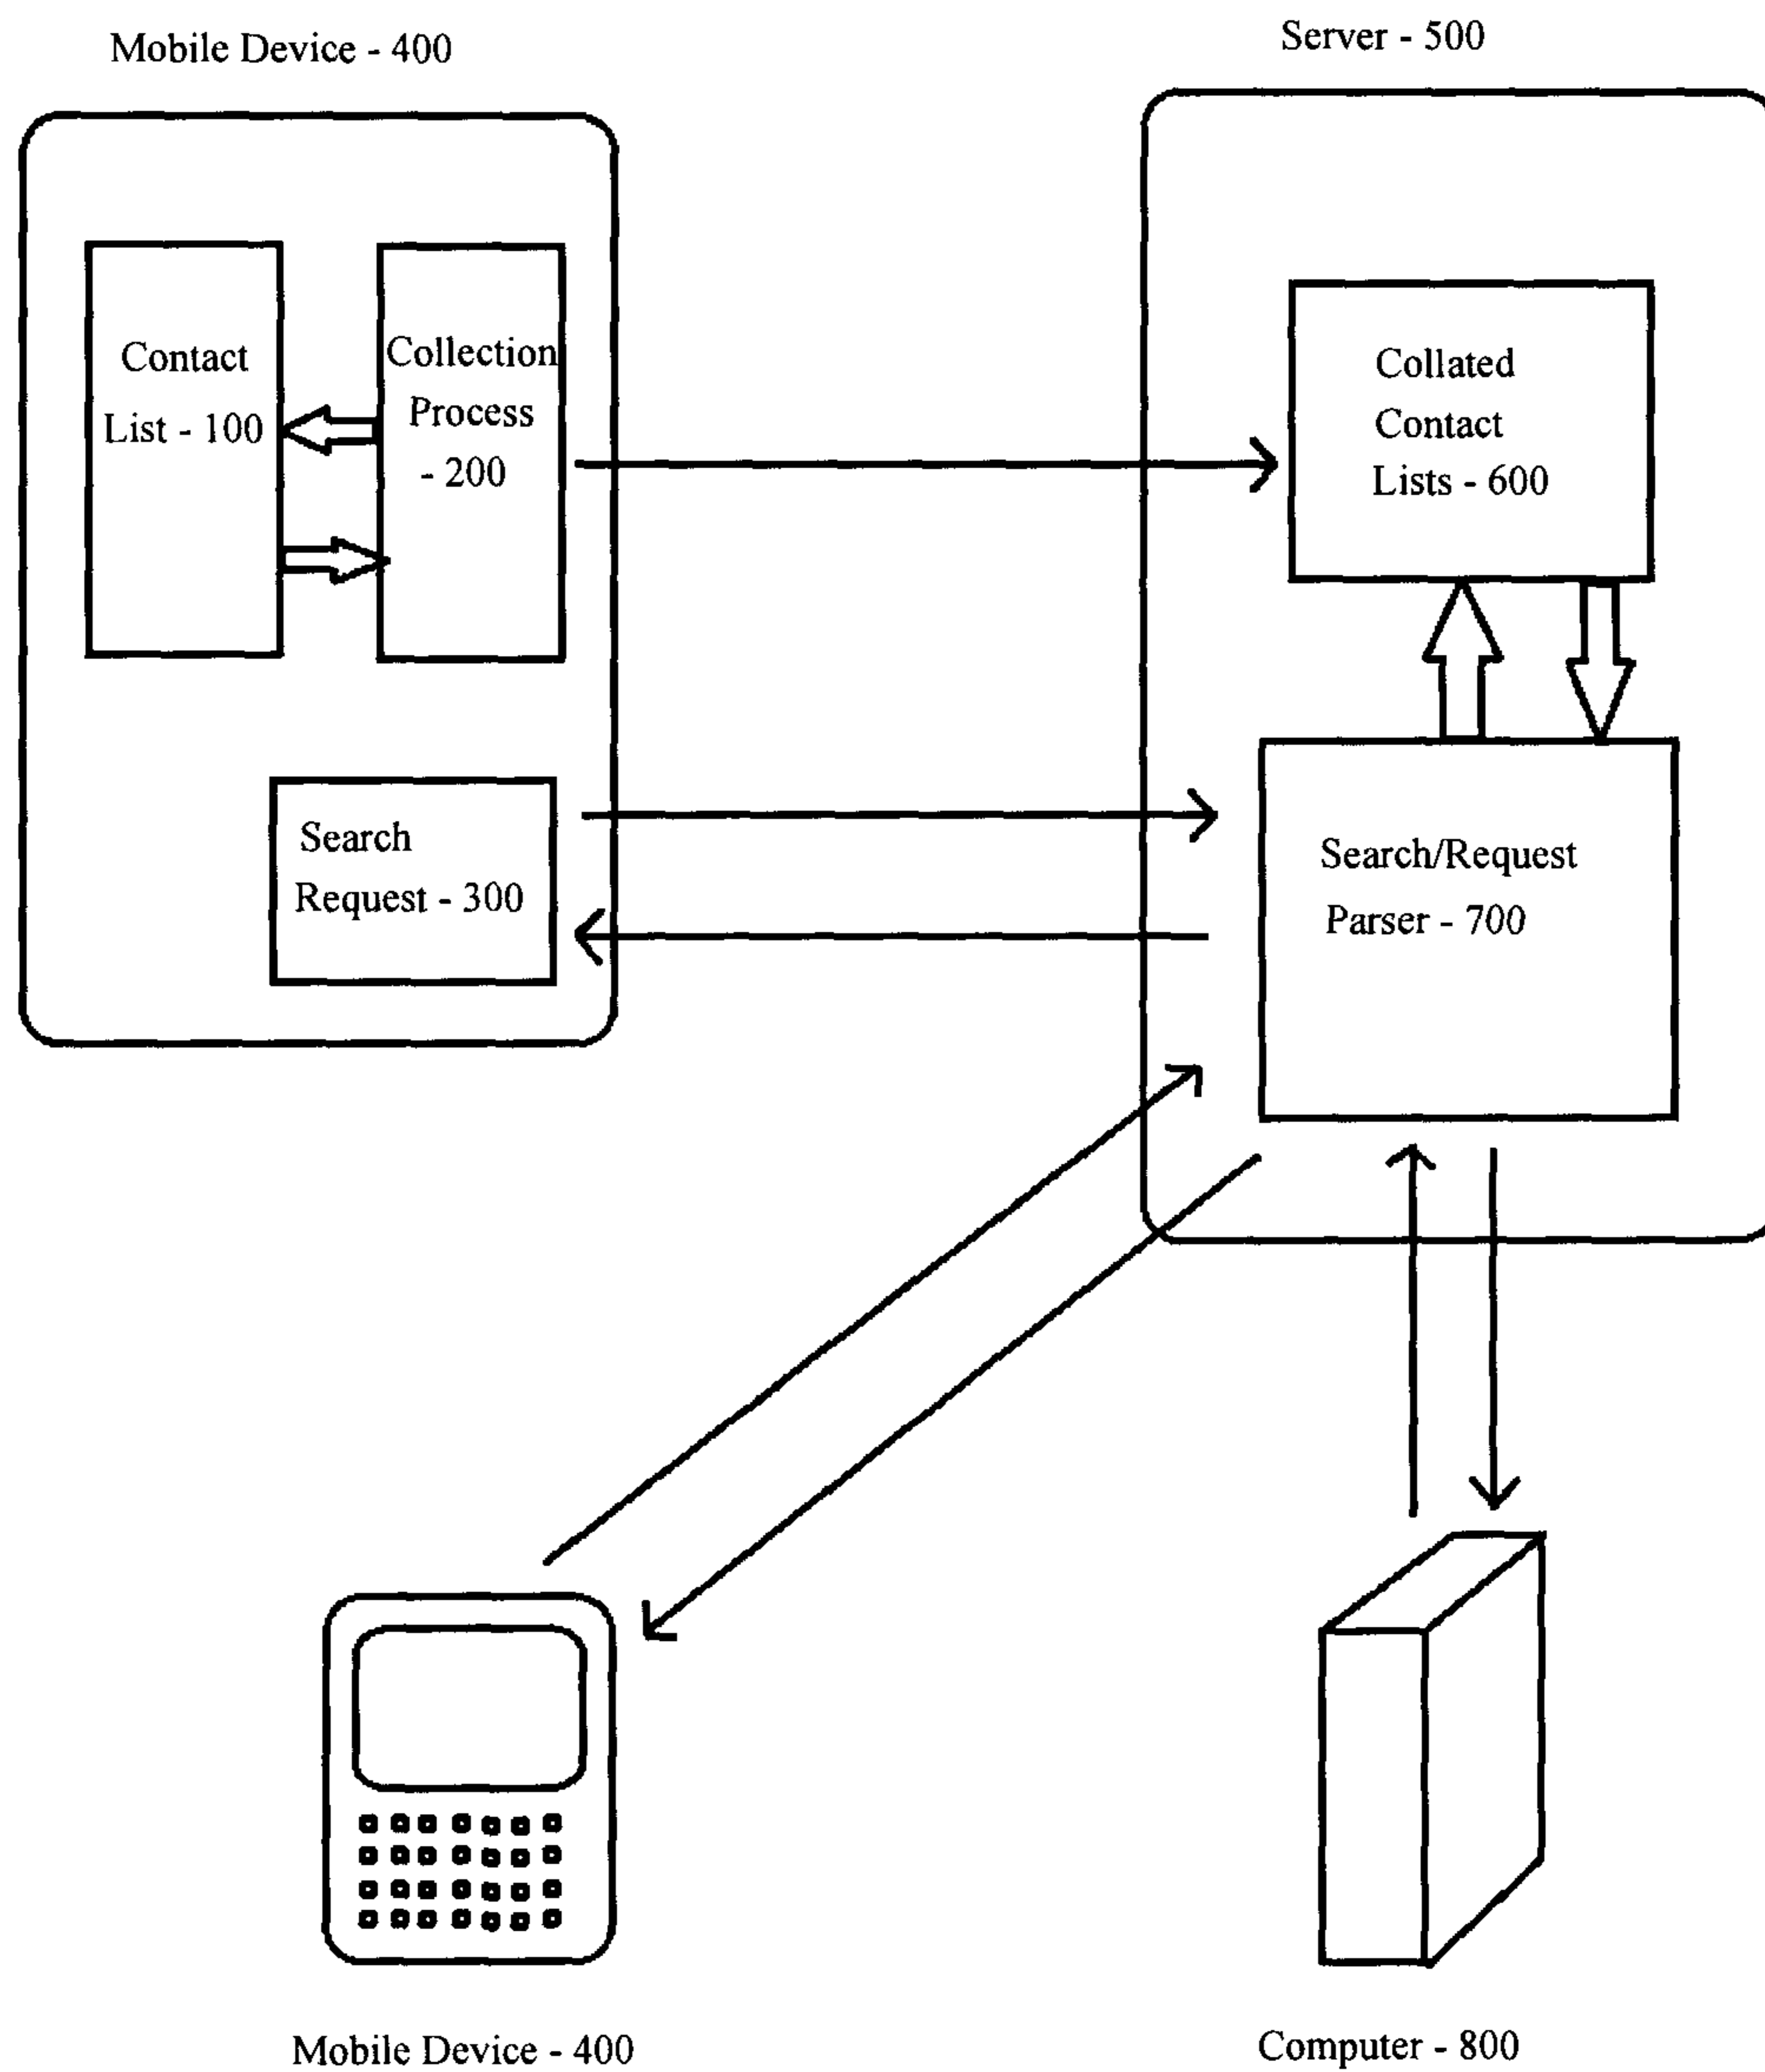 Mobile Device - 400
Server - 500
Contact
List - 100
Collection
Process
- 200
Collated
Contact
Lists - 600
Search
Request - 300
Search/Request
Parser - 700
Mobile Device - 400
Computer - 800